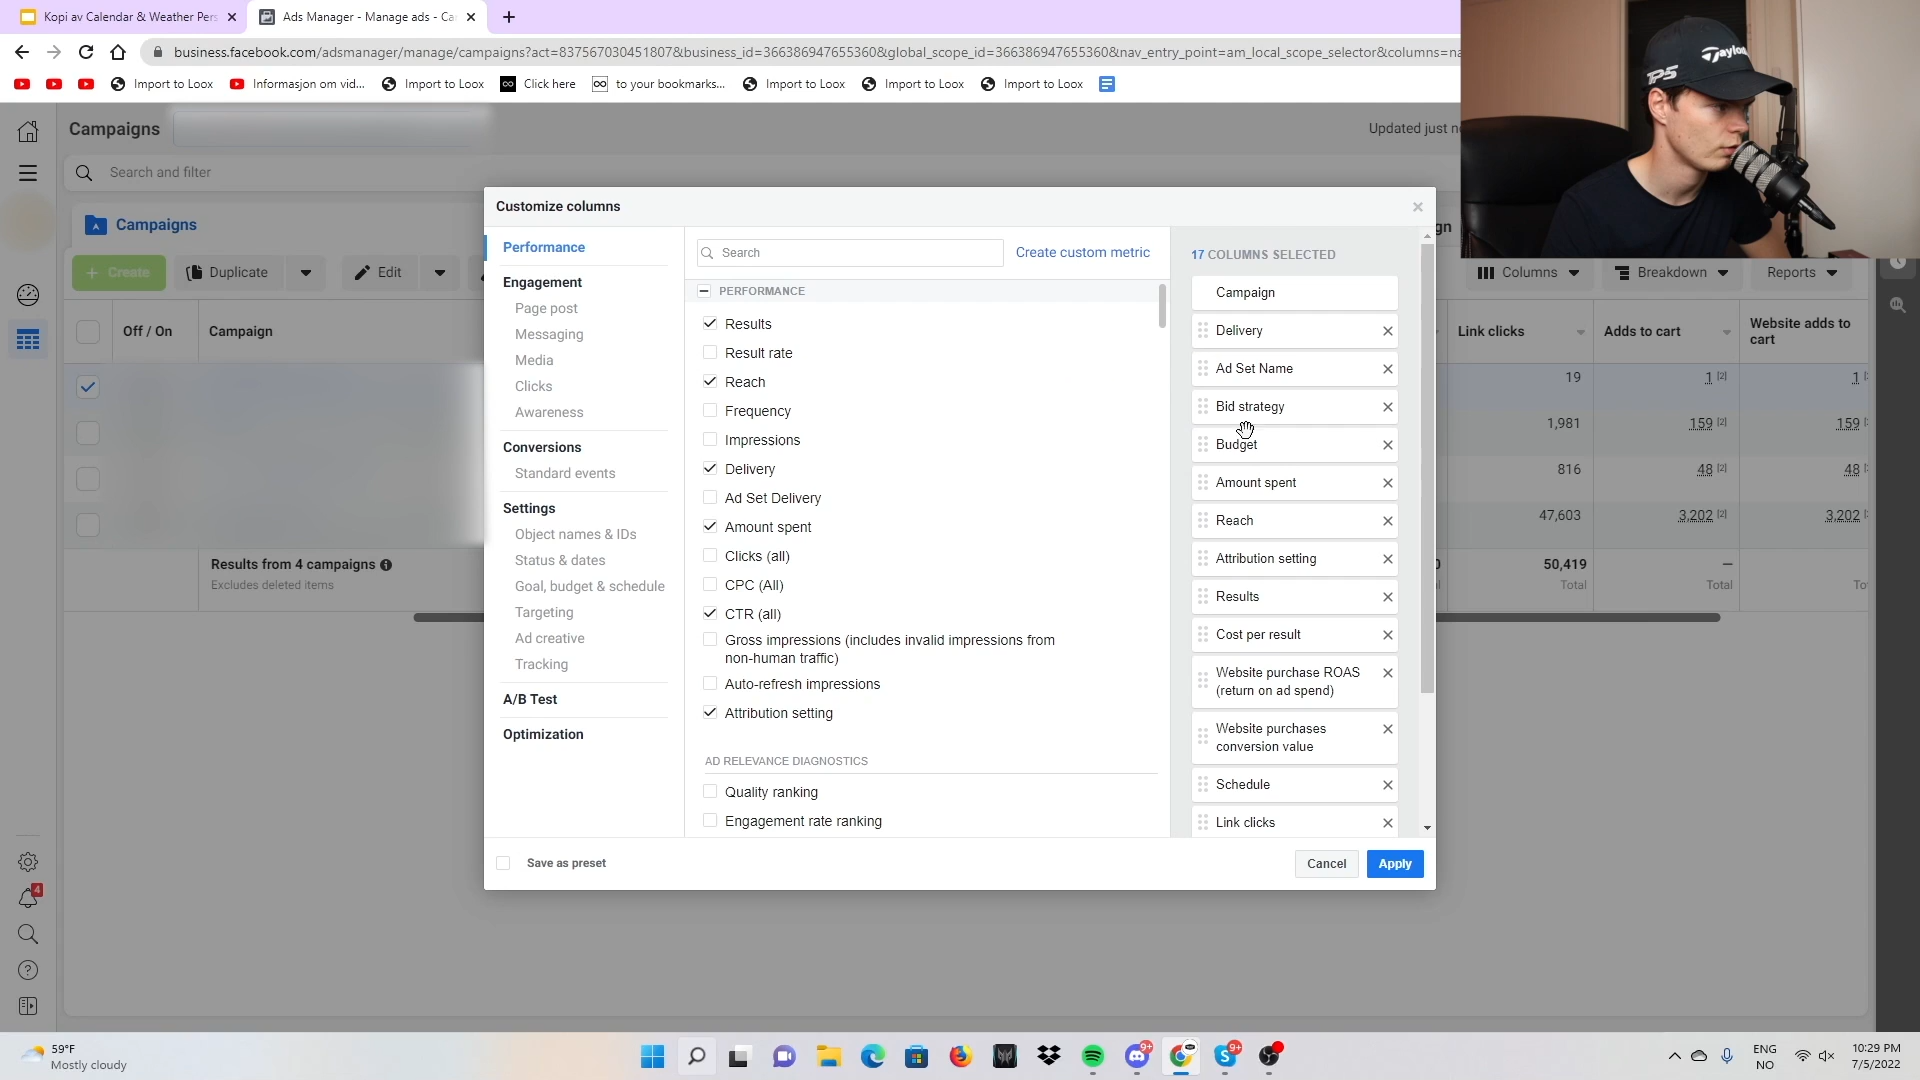 Kopi av Calendar & Weather Pers
Ads Manager - Manage ads - Ca
business.facebook.com/adsmanager/manage/campaigns?act=837567030451807&business_id=366386947655360&global_scope_id=366386947655360&nav_entry_point=am_local_scope_selector&columns=na
Import to Loox
Informasjon om vid...
Import to Loox
Click here
to your bookmarks...
Import to Loox
Import to Loox
Import to Loox
TaylorMade
TP5
Campaigns
Updated just n
Search and filter
Campaigns
gn
+ Create
Duplicate
Edit
Columns
Breakdown
Reports
Off / On
Campaign
Link clicks
Adds to cart
Website adds to
cart
19
1 [2]
1
1,981
159 [2]
159
816
48 [2]
48
47,603
3,202 [2]
3,202
Results from 4 campaigns
Excludes deleted items
50,419
Total
—
Total
To
Customize columns
Performance
Engagement
Page post
Messaging
Media
Clicks
Awareness
Conversions
Standard events
Settings
Object names & IDs
Status & dates
Goal, budget & schedule
Targeting
Ad creative
Tracking
A/B Test
Optimization
Search
Create custom metric
PERFORMANCE
Results
Result rate
Reach
Frequency
Impressions
Delivery
Ad Set Delivery
Amount spent
Clicks (all)
CPC (All)
CTR (all)
Gross impressions (includes invalid impressions from
non-human traffic)
Auto-refresh impressions
Attribution setting
AD RELEVANCE DIAGNOSTICS
Quality ranking
Engagement rate ranking
17 COLUMNS SELECTED
Campaign
Delivery
Ad Set Name
Bid strategy
Budget
Amount spent
Reach
Attribution setting
Results
Cost per result
Website purchase ROAS
(return on ad spend)
Website purchases
conversion value
Schedule
Link clicks
Save as preset
Cancel
Apply
4
59°F
Mostly cloudy
9+
9+
ENG
NO
10:29 PM
7/5/2022